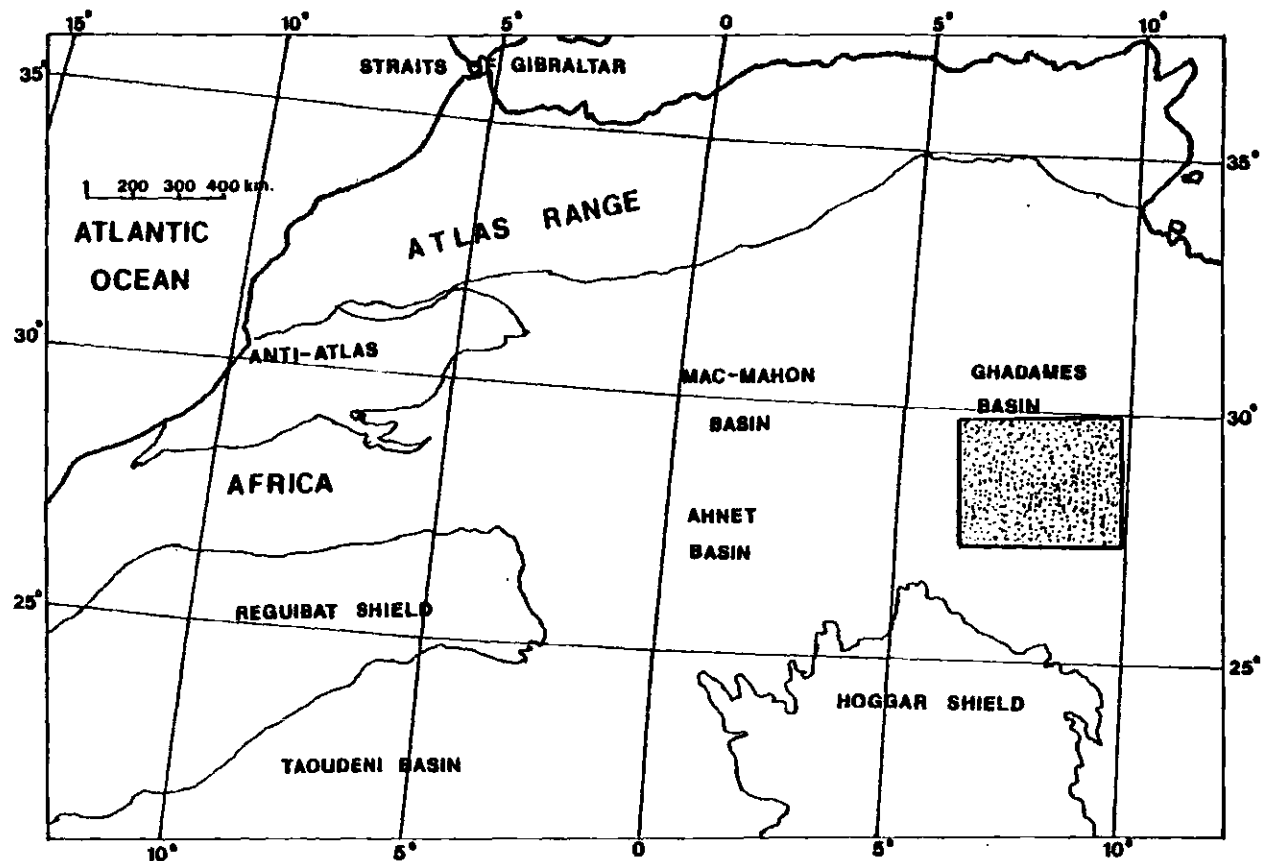 15° 10° 5° 0 5° 10°
35°
STRAITS OF GIBRALTAR
35°
200 300 400 km.
ATLANTIC
OCEAN
ATLAS RANGE
30°
ANTI-ATLAS
MAC-MAHON
BASIN
GHADAMES
BASIN
30°
AFRICA
AHNET
BASIN
25°
REGUIBAT SHIELD
25°
HOGGAR SHIELD
TAOUDENI BASIN
10° 5° 0 5° 10°